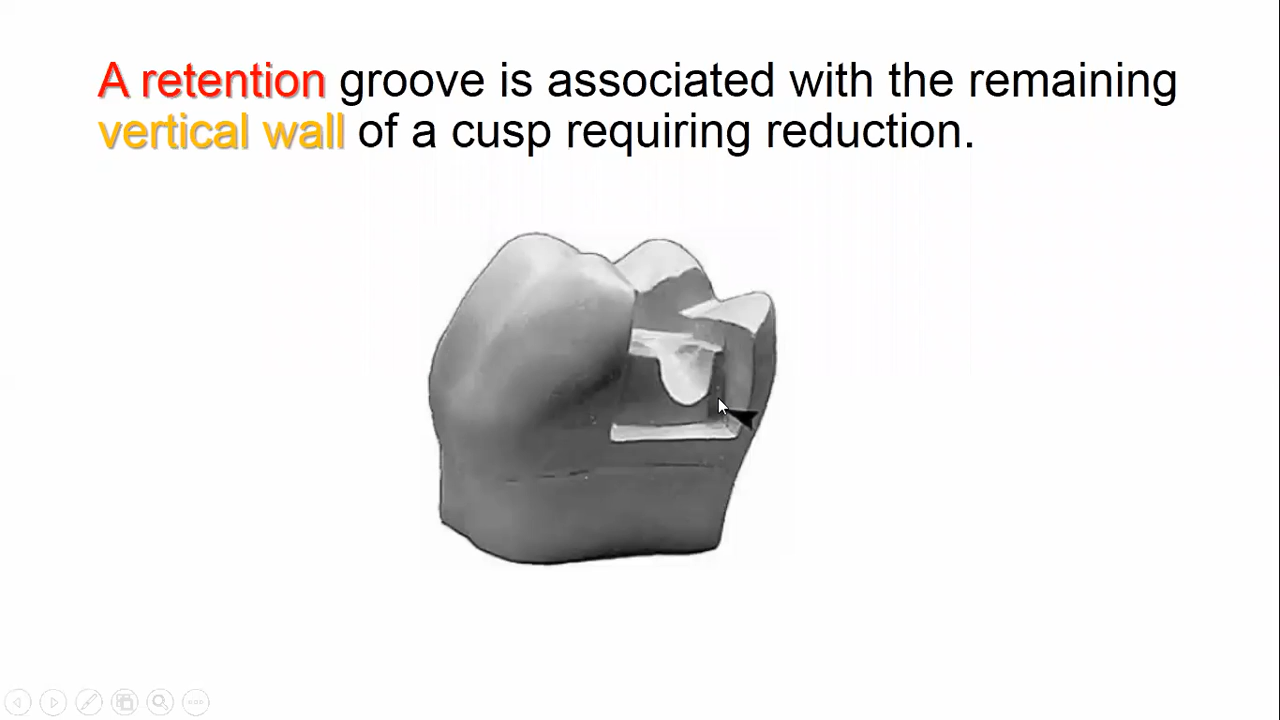 A retention groove is associated with the remaining
vertical wall of a cusp requiring reduction.